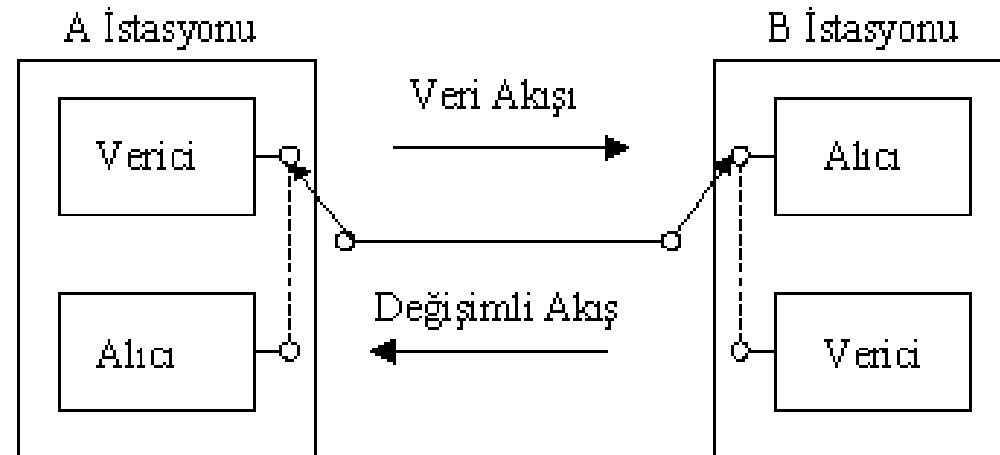 A İstasyonu
B İstasyonu
Veri Akışı
Verici
Alıcı
Değişimli Akış
Alıcı
Verici